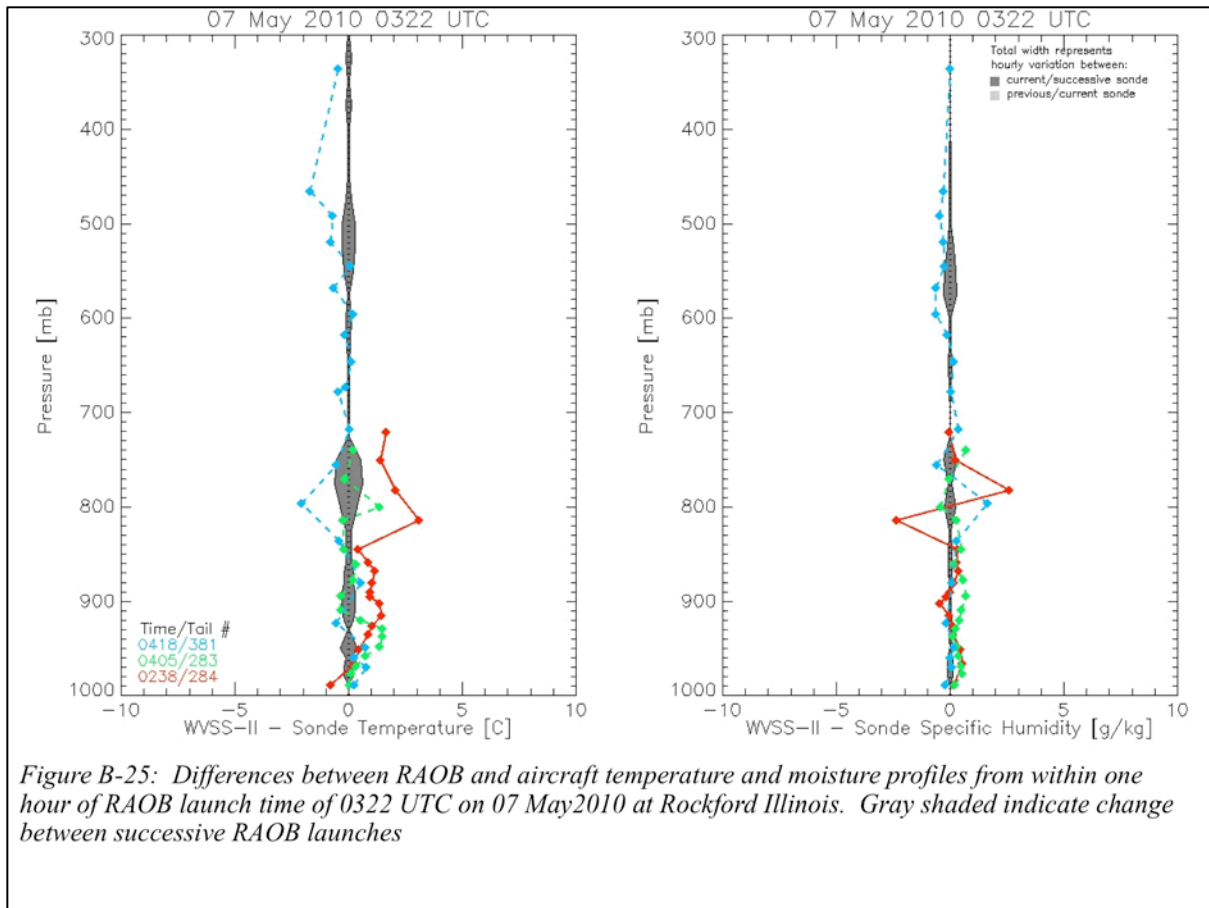 07 May 2010 0322 UTC
300
400
500
600
700
800
900
1000
Pressure [mb]
-10
-5
0
5
10
WVSS-II - Sonde Temperature [C]
Time/Tail #
0418/381
0405/283
0238/284
07 May 2010 0322 UTC
Total width represents
hourly variation between:
current/successive sonde
previous/current sonde
300
400
500
600
700
800
900
1000
Pressure [mb]
-10
-5
0
5
10
WVSS-II - Sonde Specific Humidity [g/kg]
Figure B-25: Differences between RAOB and aircraft temperature and moisture profiles from within one
hour of RAOB launch time of 0322 UTC on 07 May2010 at Rockford Illinois. Gray shaded indicate change
between successive RAOB launches